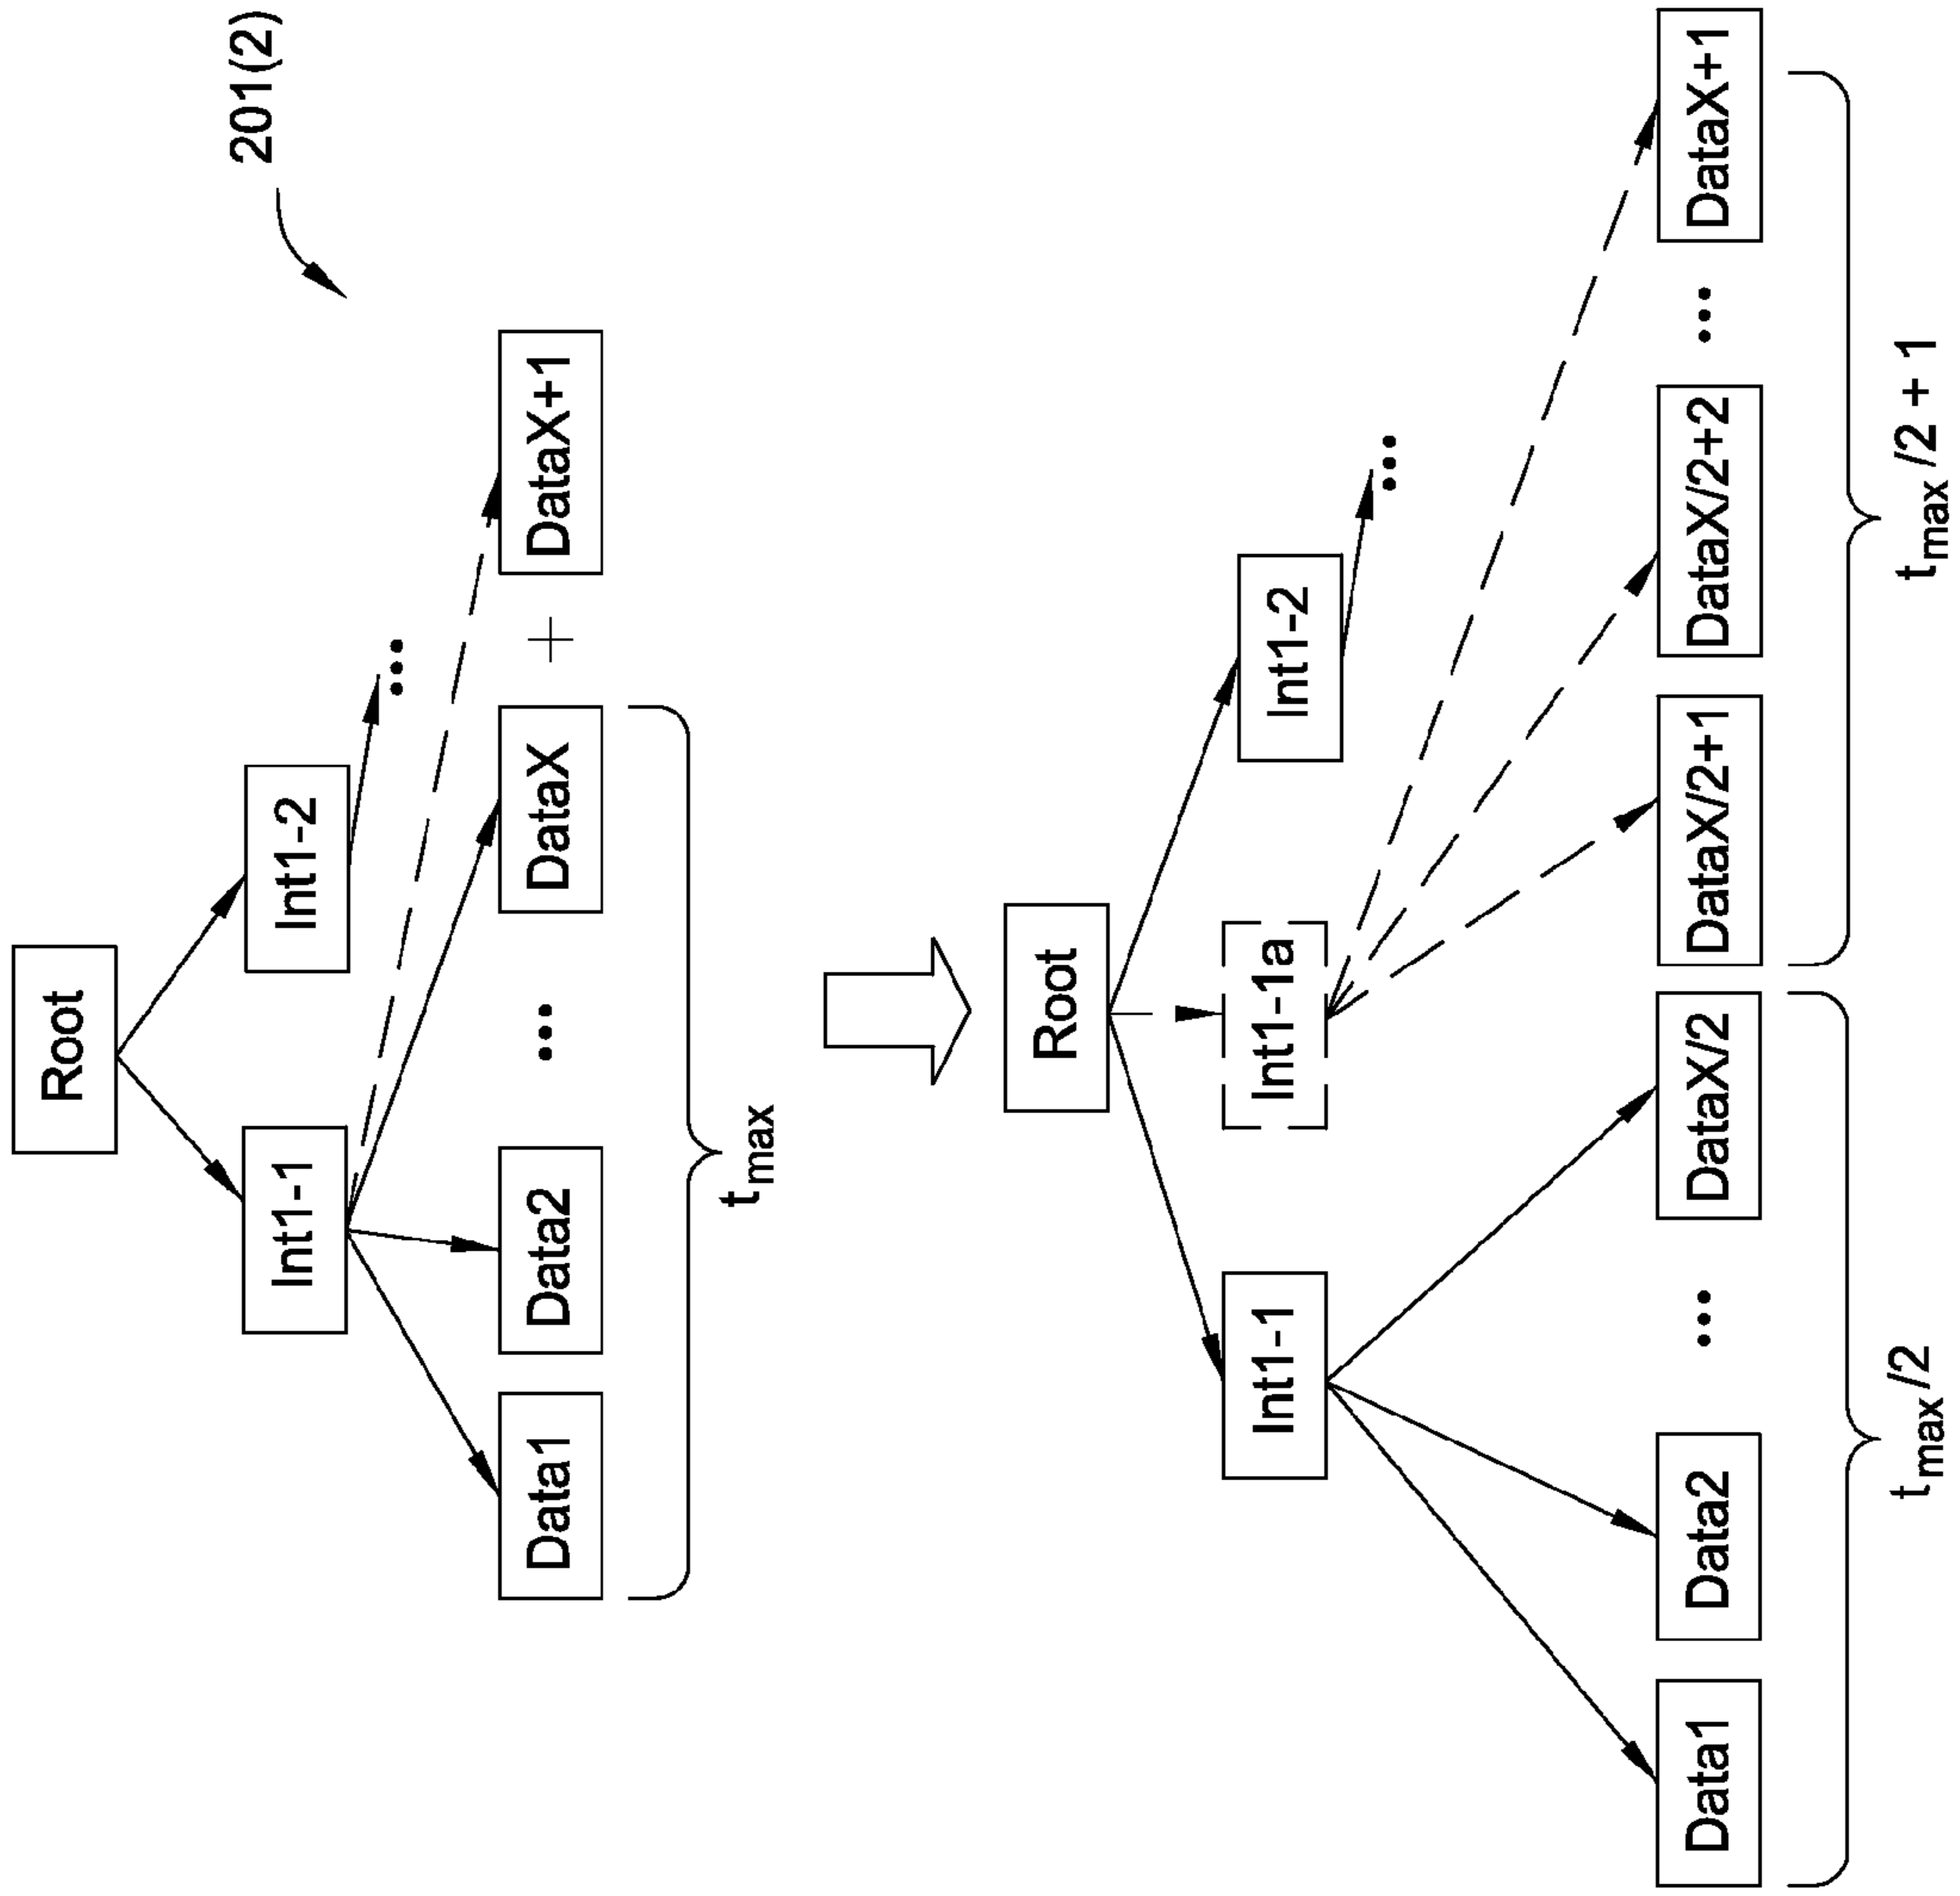 201(2)
Root
Int1-1
Int1-2
...
Data1
Data2
...
DataX
+
DataX+1
tmax
Root
Int1-1
Int1-1a
Int1-2
...
Data1
Data2
...
DataX/2
DataX/2+1
DataX/2+2
...
DataX+1
tmax/2
tmax/2 + 1